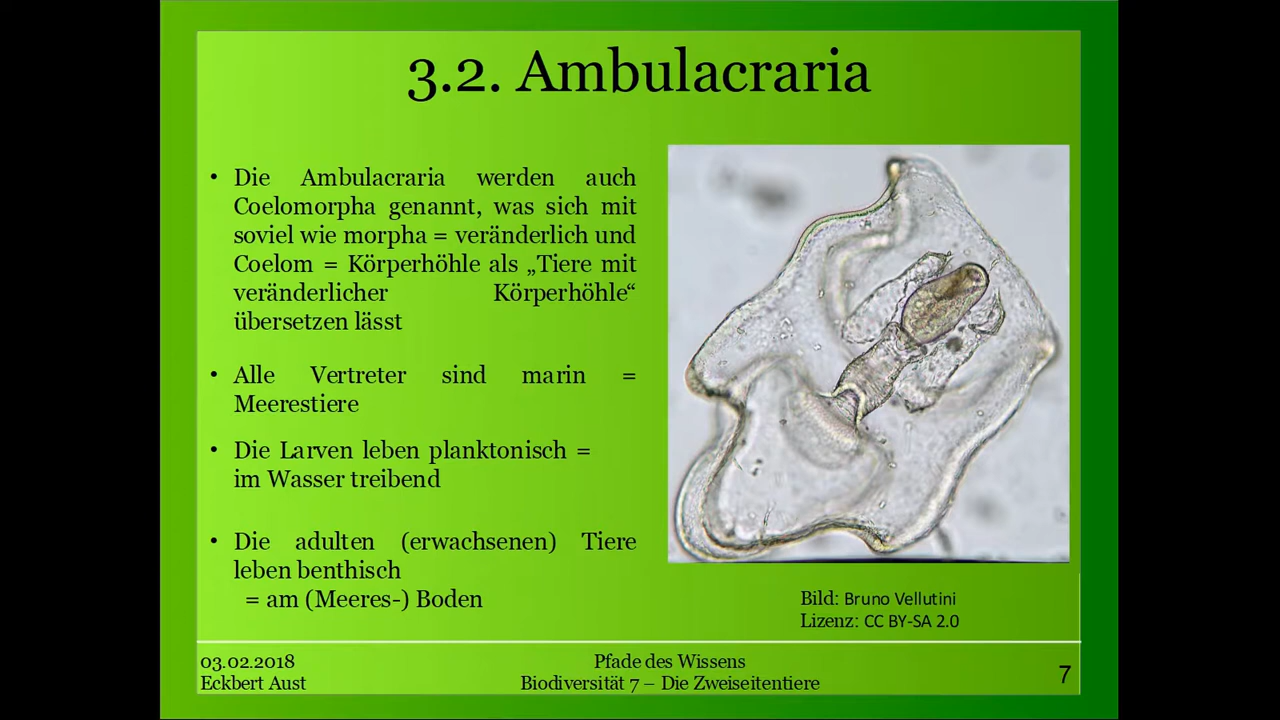 3.2. Ambulacraria
• Die Ambulacraria werden auch
Coelomorpha genannt, was sich mit
soviel wie morpha = veränderlich und
Coelom = Körperhöhle als „Tiere mit
veränderlicher Körperhöhle“
übersetzen lässt
• Alle Vertreter sind marin =
Meerestiere
• Die Larven leben planktonisch =
im Wasser treibend
• Die adulten (erwachsenen) Tiere
leben benthisch
= am (Meeres-) Boden
Bild: Bruno Vellutini
Lizenz: CC BY-SA 2.0
03.02.2018
Eckbert Aust
Pfade des Wissens
Biodiversität 7 – Die Zweiseitentiere
7